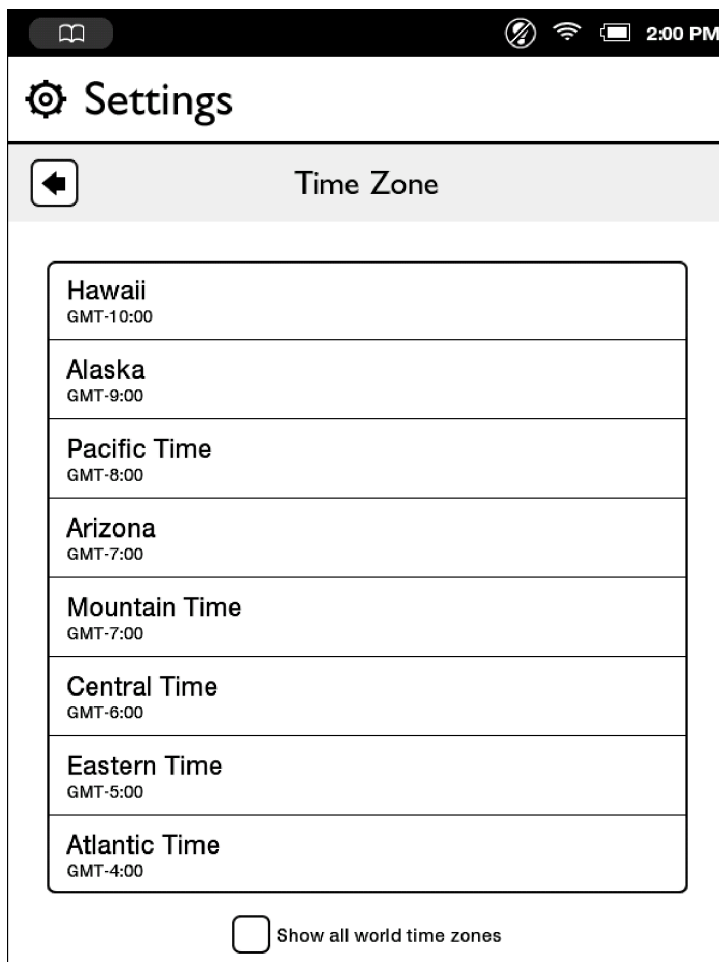 2:00 PM
Settings
Time Zone
Hawaii
GMT-10:00
Alaska
GMT-9:00
Pacific Time
GMT-8:00
Arizona
GMT-7:00
Mountain Time
GMT-7:00
Central Time
GMT-6:00
Eastern Time
GMT-5:00
Atlantic Time
GMT-4:00
Show all world time zones